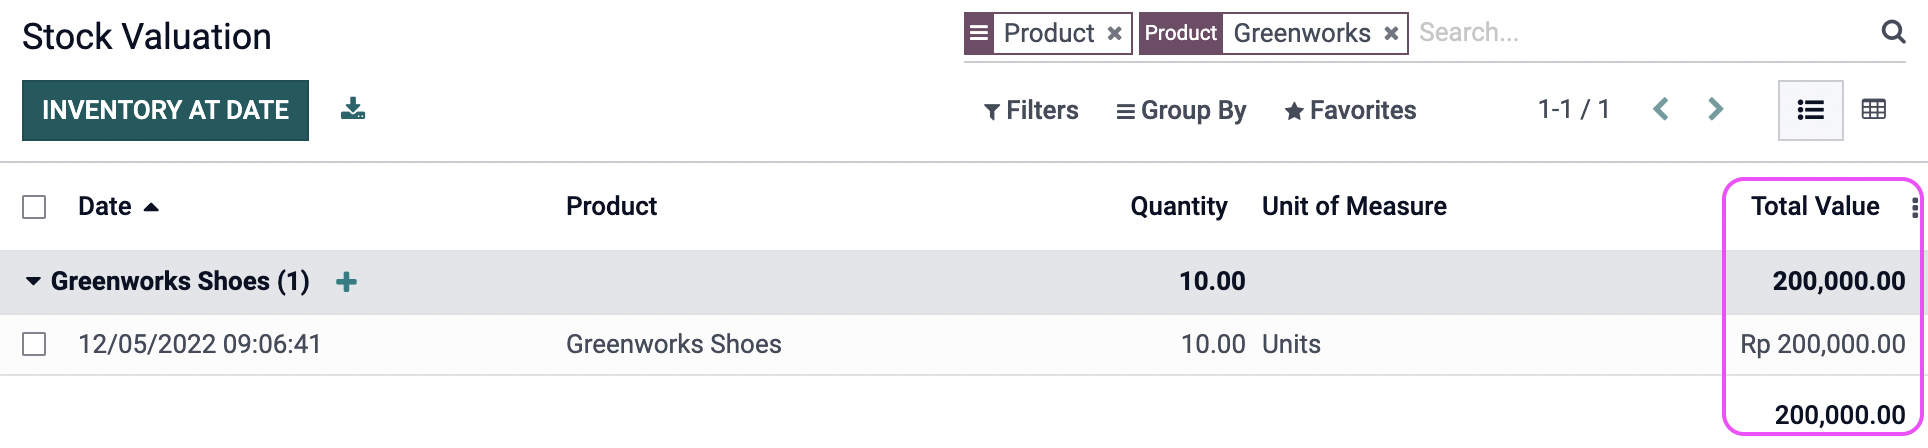 Stock Valuation
Product × Product Greenworks × Search...
INVENTORY AT DATE Filters Group By Favorites 1-1 / 1
Date Product Quantity Unit of Measure Total Value
Greenworks Shoes (1) 10.00 200,000.00
12/05/2022 09:06:41 Greenworks Shoes 10.00 Units Rp 200,000.00
200,000.00